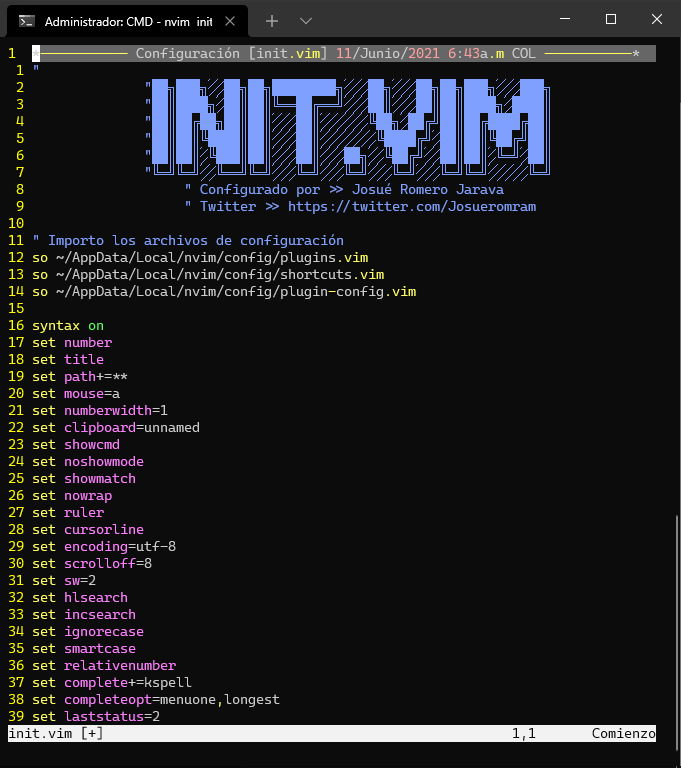 Administrador: CMD - nvim init
1 *─────────── Configuración [init.vim] 11/Junio/2021 6:43a.m COL ───────────*
1 "
2 "
3 "
4 "
5 "
6 "
7 "
INIT.VIM
8 " Configurado por >> Josué Romero Jarava
9 " Twitter >> https://twitter.com/Josueromram
10
11 " Importo los archivos de configuración
12 so ~/AppData/Local/nvim/config/plugins.vim
13 so ~/AppData/Local/nvim/config/shortcuts.vim
14 so ~/AppData/Local/nvim/config/plugin-config.vim
15
16 syntax on
17 set number
18 set title
19 set path+=**
20 set mouse=a
21 set numberwidth=1
22 set clipboard=unnamed
23 set showcmd
24 set noshowmode
25 set showmatch
26 set nowrap
27 set ruler
28 set cursorline
29 set encoding=utf-8
30 set scrolloff=8
31 set sw=2
32 set hlsearch
33 set incsearch
34 set ignorecase
35 set smartcase
36 set relativenumber
37 set complete+=kspell
38 set completeopt=menuone,longest
39 set laststatus=2
init.vim [+] 1,1 Comienzo